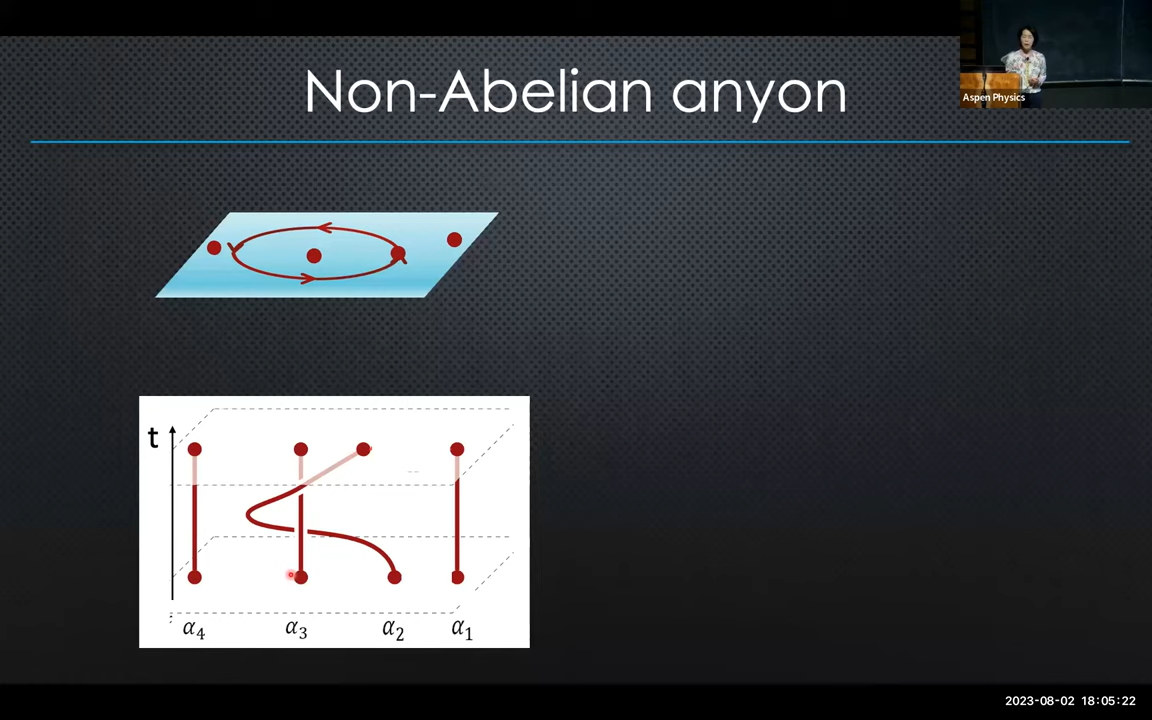 Non-Abelian anyon
Aspen Physics
t
α₄ α₃ α₂ α₁
2023-08-02 18:05:22